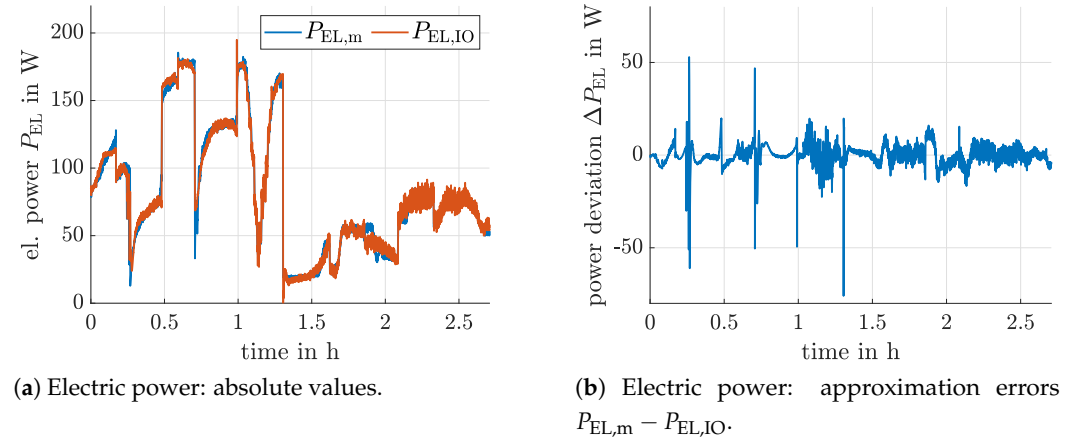 el. power P_EL in W
200
150
100
50
0
P_EL,m P_EL,IO
0 0.5 1 1.5 2 2.5
time in h
(a) Electric power: absolute values.
power deviation ΔP_EL in W
50
0
-50
0 0.5 1 1.5 2 2.5
time in h
(b) Electric power: approximation errors
P_EL,m − P_EL,IO.